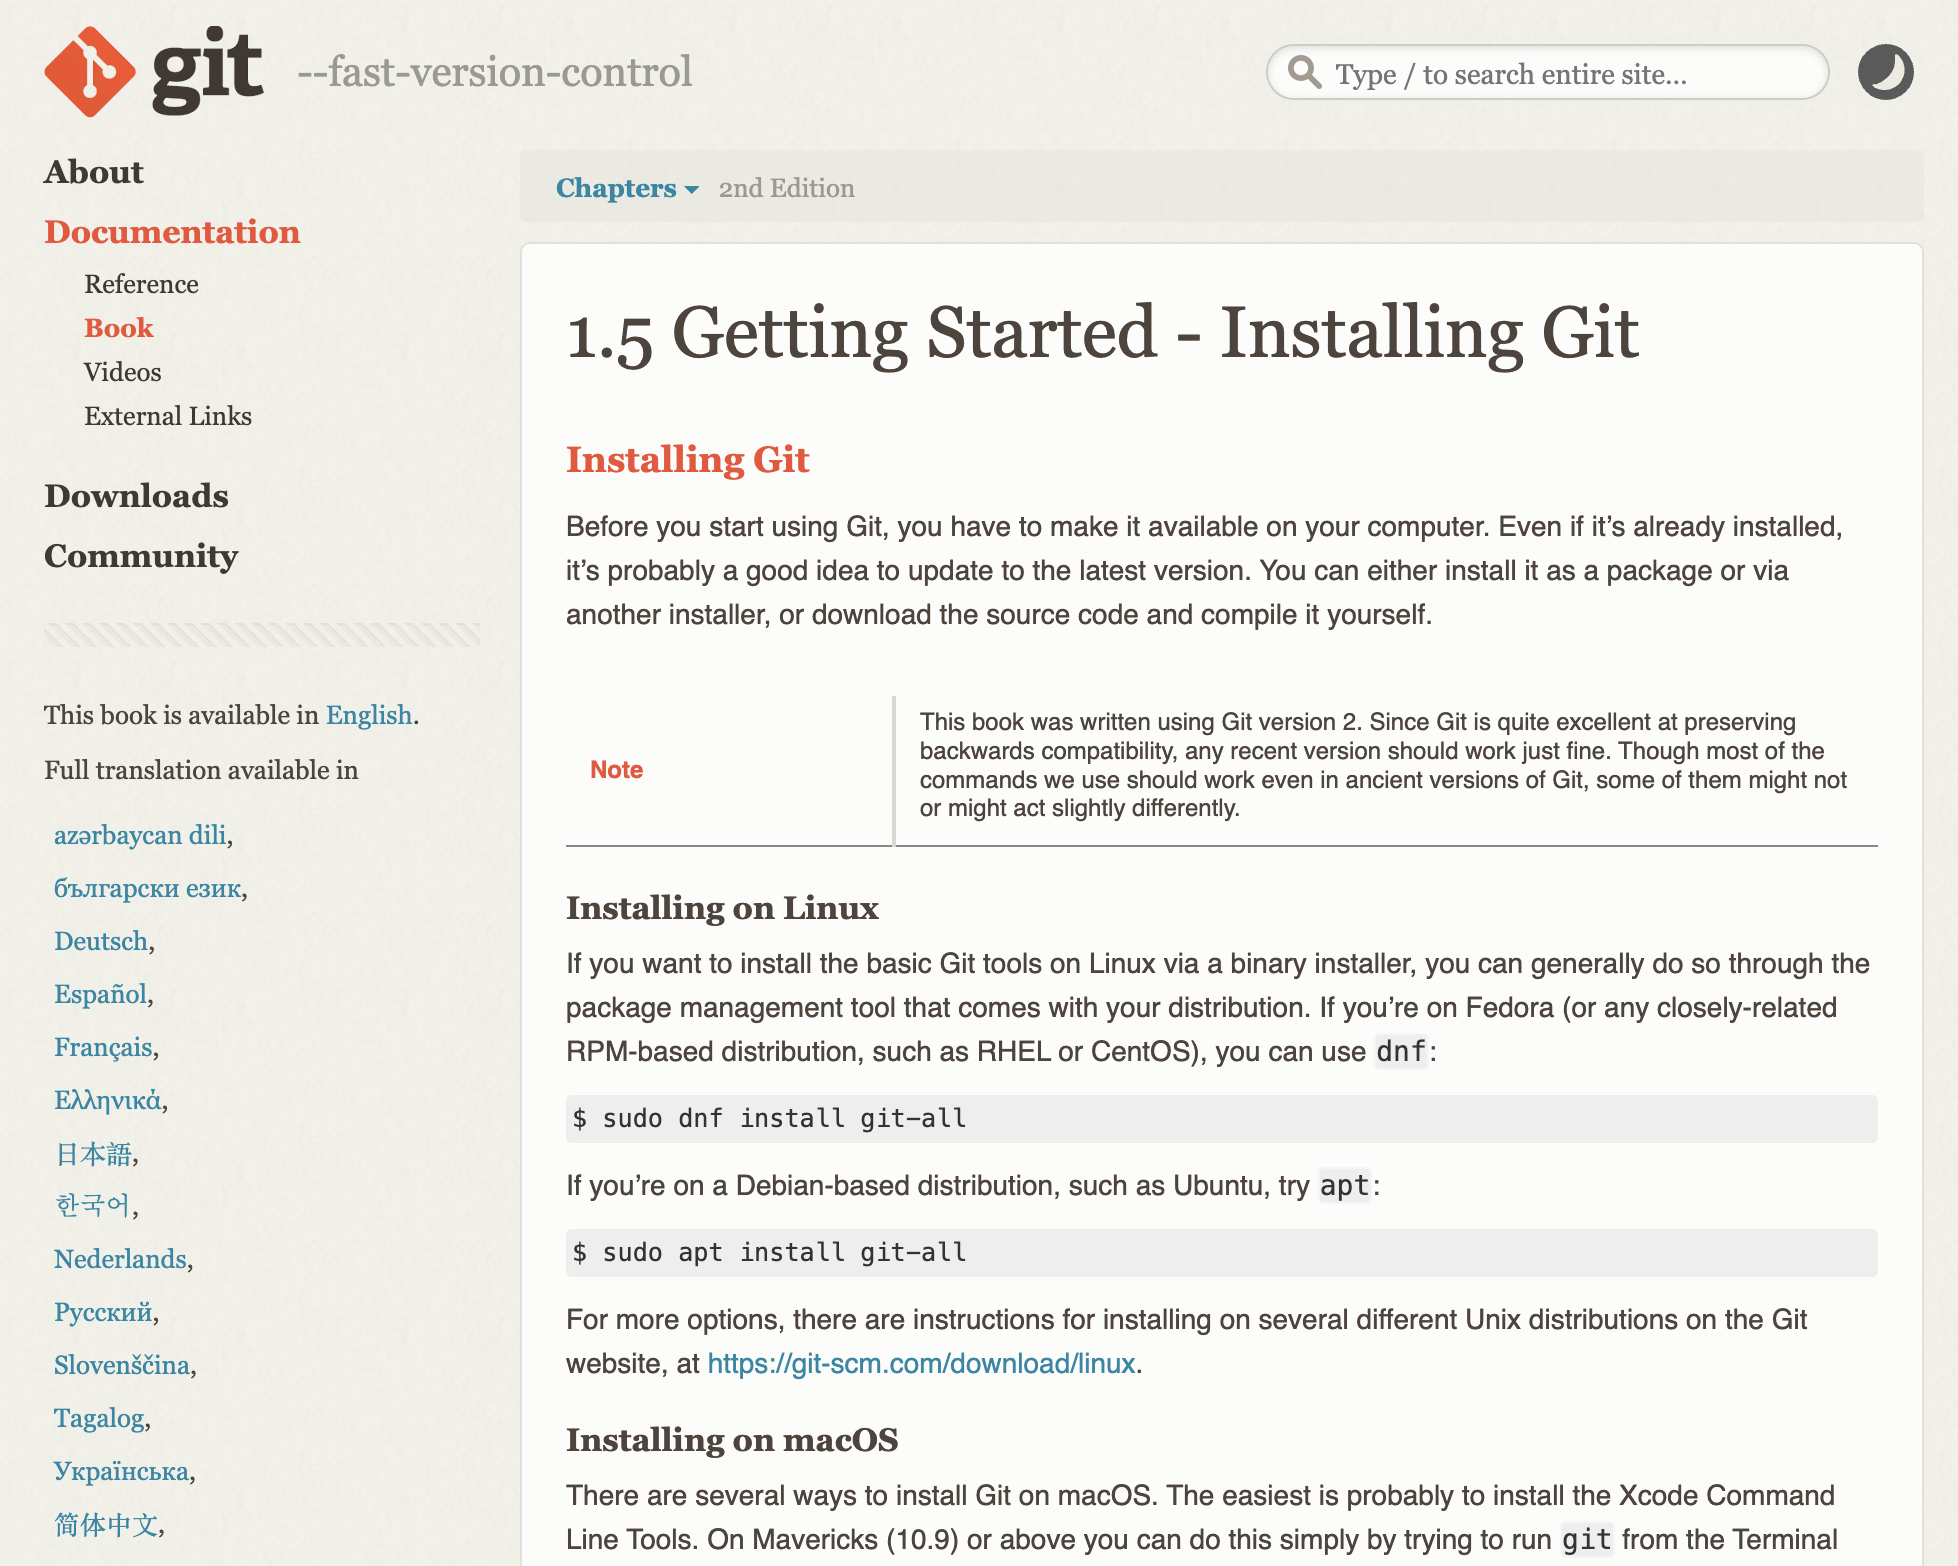 git --fast-version-control
Type / to search entire site...
About
Documentation
Reference
Book
Videos
External Links
Downloads
Community
This book is available in English.
Full translation available in
azərbaycan dili,
български език,
Deutsch,
Español,
Français,
Ελληνικά,
日本語,
한국어,
Nederlands,
Русский,
Slovenščina,
Tagalog,
Українська,
简体中文,
Chapters 2nd Edition
1.5 Getting Started - Installing Git
Installing Git
Before you start using Git, you have to make it available on your computer. Even if it’s already installed,
it’s probably a good idea to update to the latest version. You can either install it as a package or via
another installer, or download the source code and compile it yourself.
Note
This book was written using Git version 2. Since Git is quite excellent at preserving
backwards compatibility, any recent version should work just fine. Though most of the
commands we use should work even in ancient versions of Git, some of them might not
or might act slightly differently.
Installing on Linux
If you want to install the basic Git tools on Linux via a binary installer, you can generally do so through the
package management tool that comes with your distribution. If you’re on Fedora (or any closely-related
RPM-based distribution, such as RHEL or CentOS), you can use dnf:
$ sudo dnf install git-all
If you’re on a Debian-based distribution, such as Ubuntu, try apt:
$ sudo apt install git-all
For more options, there are instructions for installing on several different Unix distributions on the Git
website, at https://git-scm.com/download/linux.
Installing on macOS
There are several ways to install Git on macOS. The easiest is probably to install the Xcode Command
Line Tools. On Mavericks (10.9) or above you can do this simply by trying to run git from the Terminal